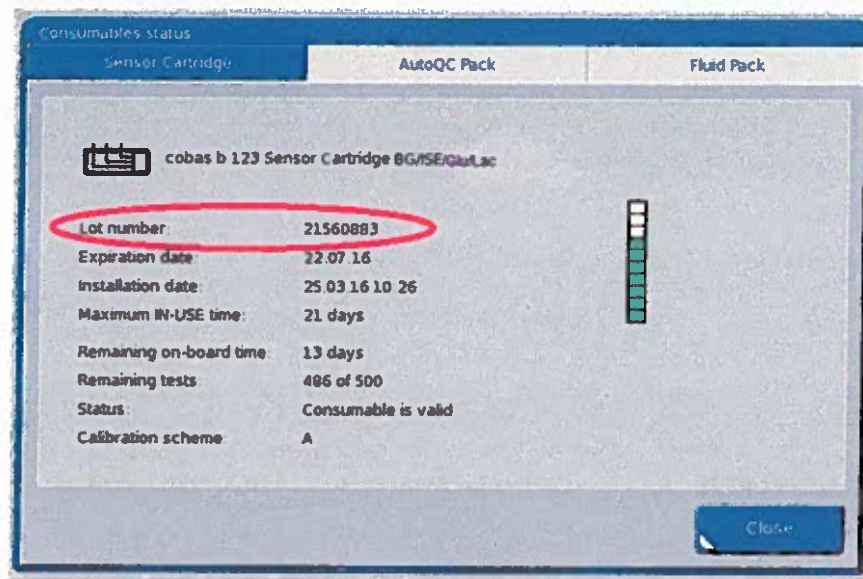 Consumables status
Sensor Cartridge
AutoQC Pack
Fluid Pack
cobas b 123 Sensor Cartridge BG/ISE/Glu/Lac
Lot number: 21560883
Expiration date: 22.07.16
Installation date: 25.03.16 10:26
Maximum IN-USE time: 21 days
Remaining on-board time: 13 days
Remaining tests: 486 of 500
Status: Consumable is valid
Calibration scheme: A
Close